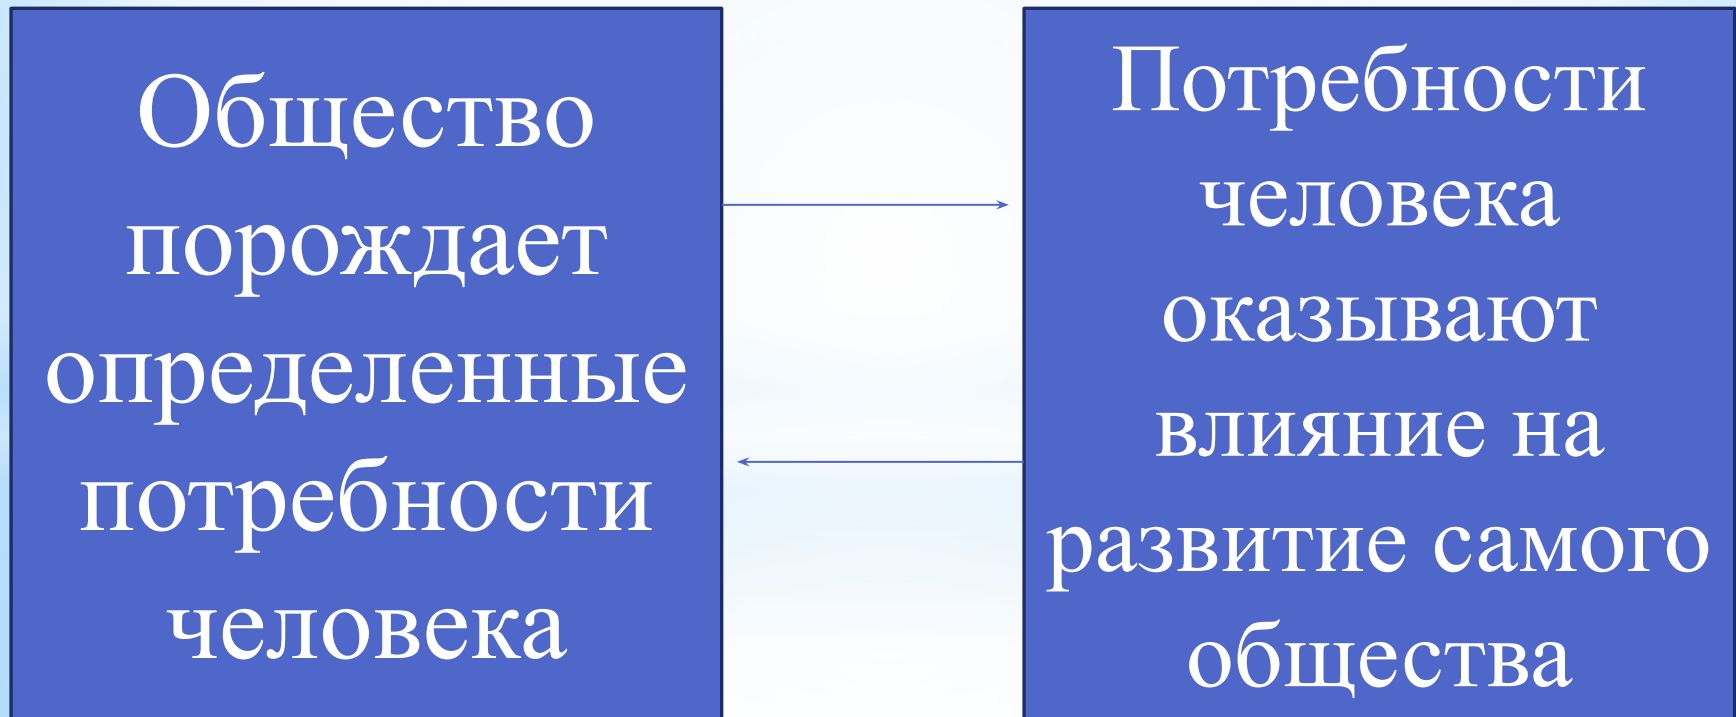 Общество
порождает
определенные
потребности
человека
Потребности
человека
оказывают
влияние на
развитие самого
общества